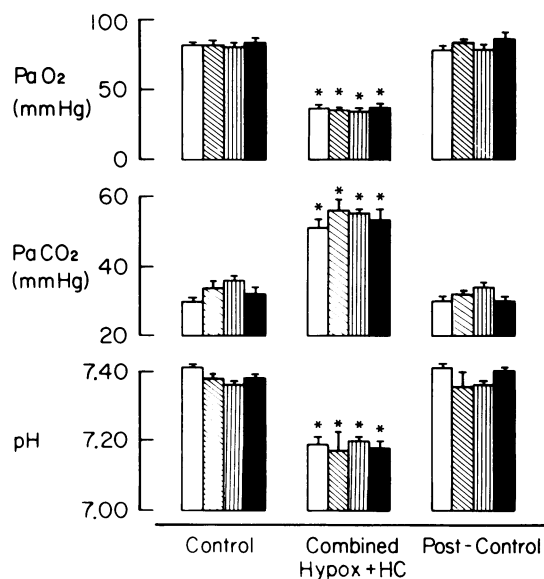 100
PaO2
(mmHg)
50
0
* * * *
60
PaCO2
(mmHg)
40
20
* * * *
7.40
pH
7.20
7.00
* * * *
Control
Combined
Hypox + HC
Post-Control